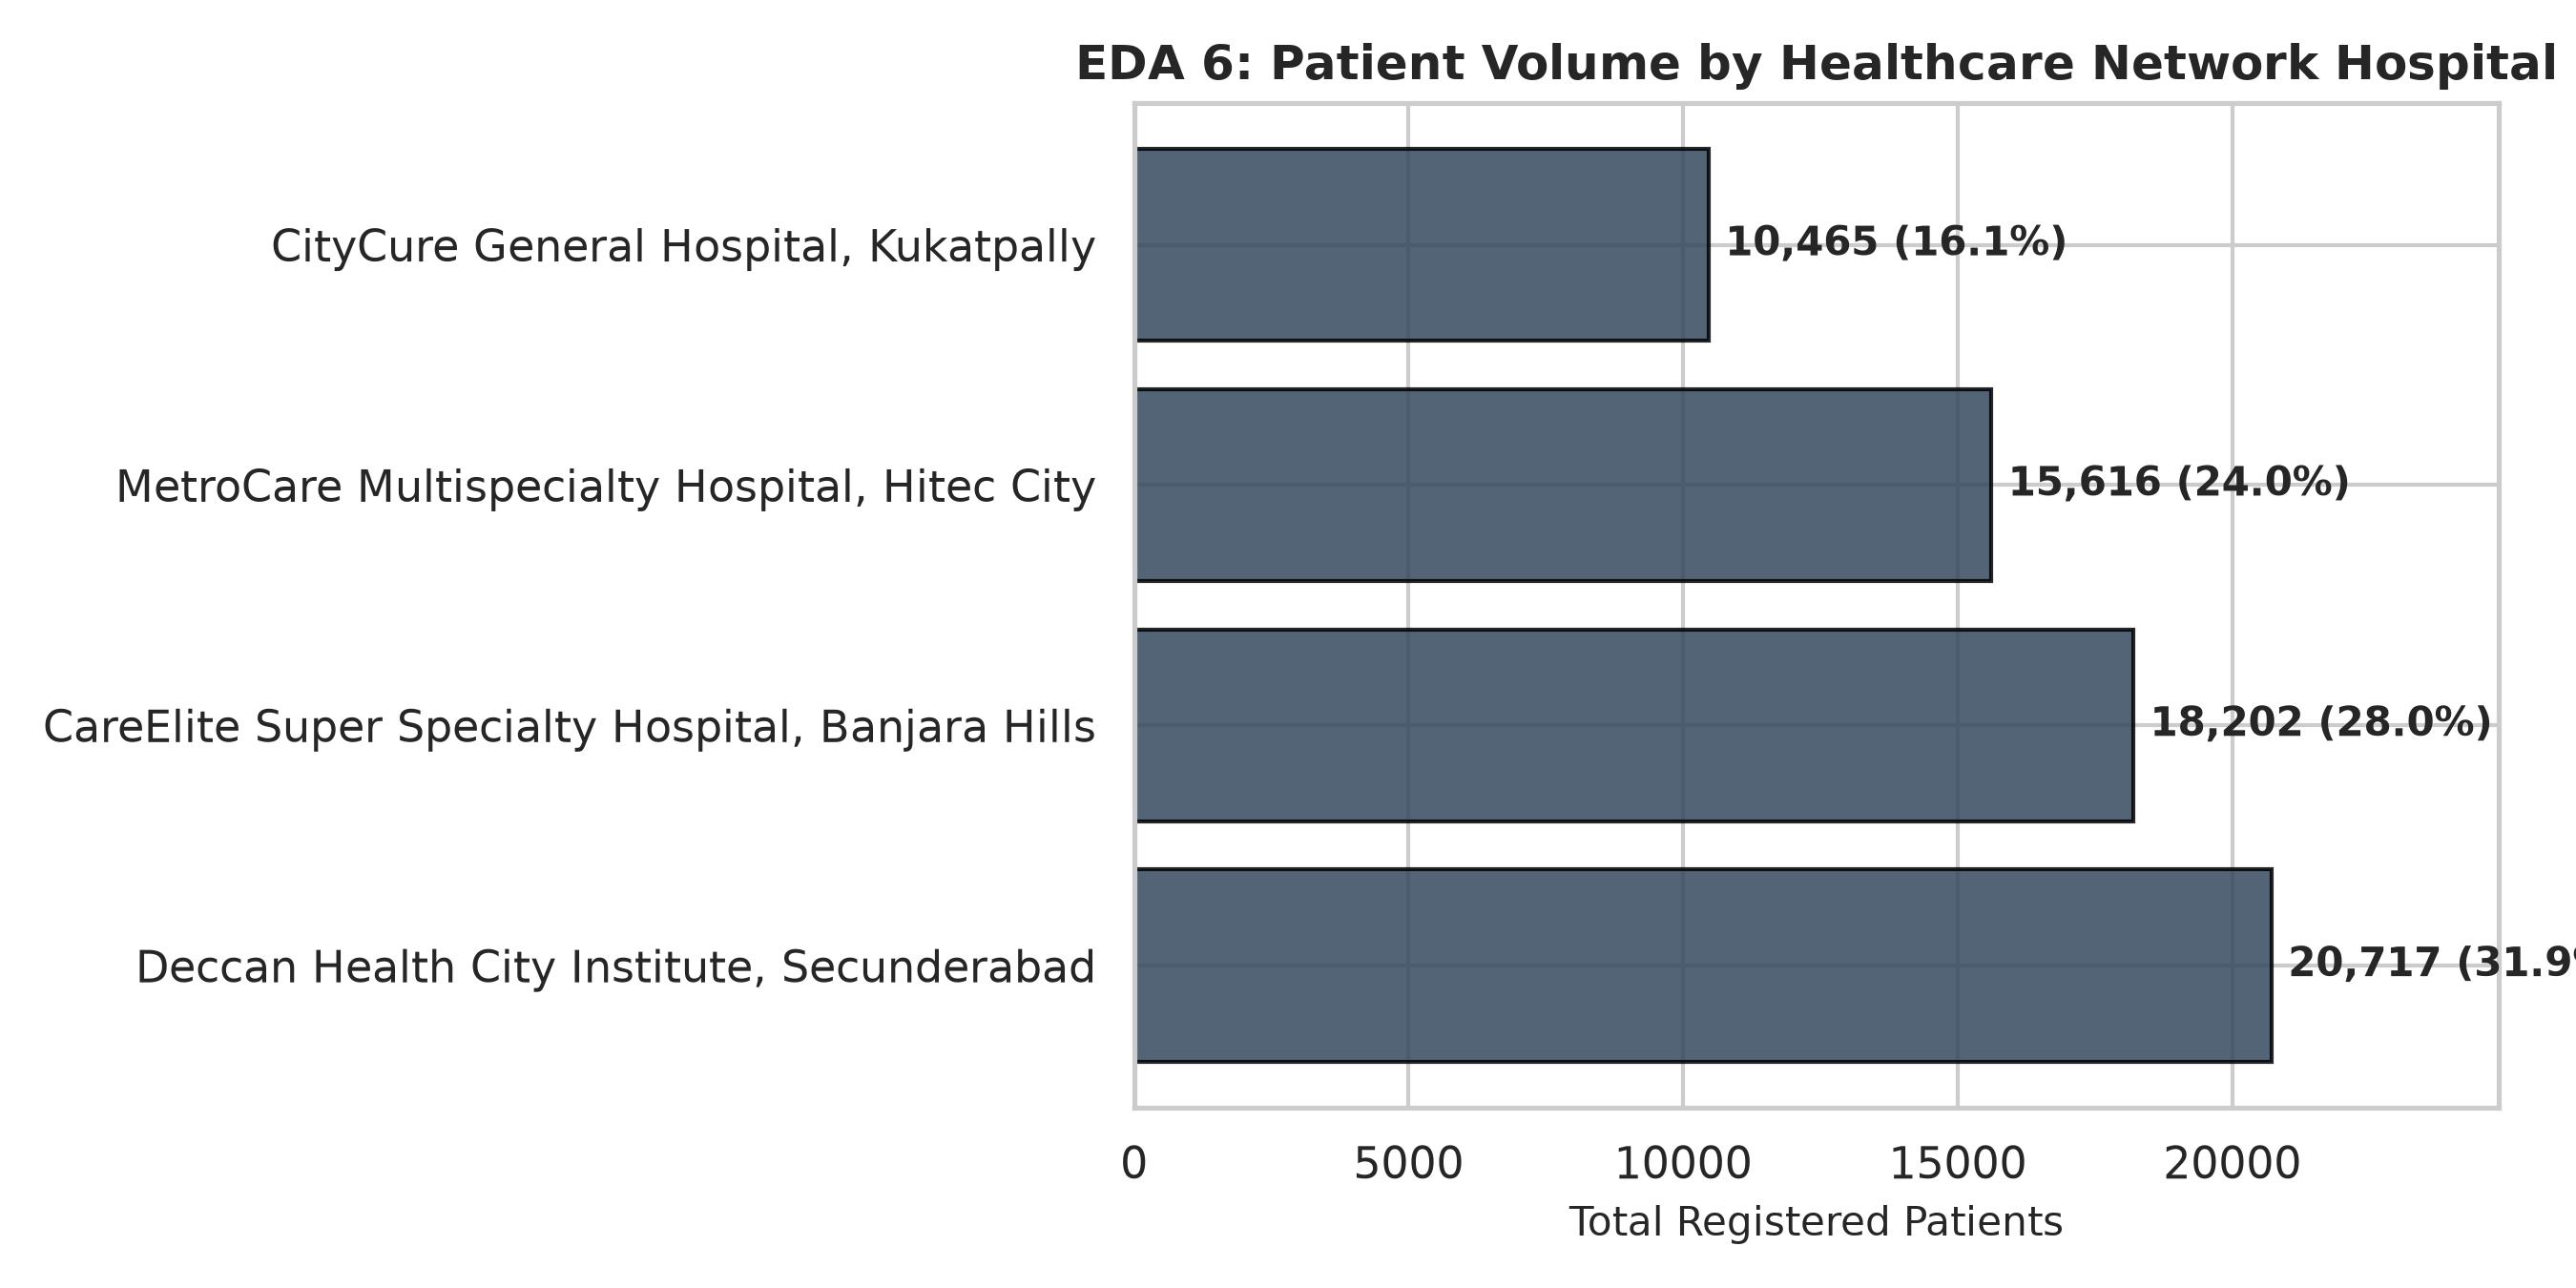 EDA 6: Patient Volume by Healthcare Network Hospital
CityCure General Hospital, Kukatpally
10,465 (16.1%)
MetroCare Multispecialty Hospital, Hitec City
15,616 (24.0%)
CareElite Super Specialty Hospital, Banjara Hills
18,202 (28.0%)
Deccan Health City Institute, Secunderabad
20,717 (31.9
0 5000 10000 15000 20000
Total Registered Patients